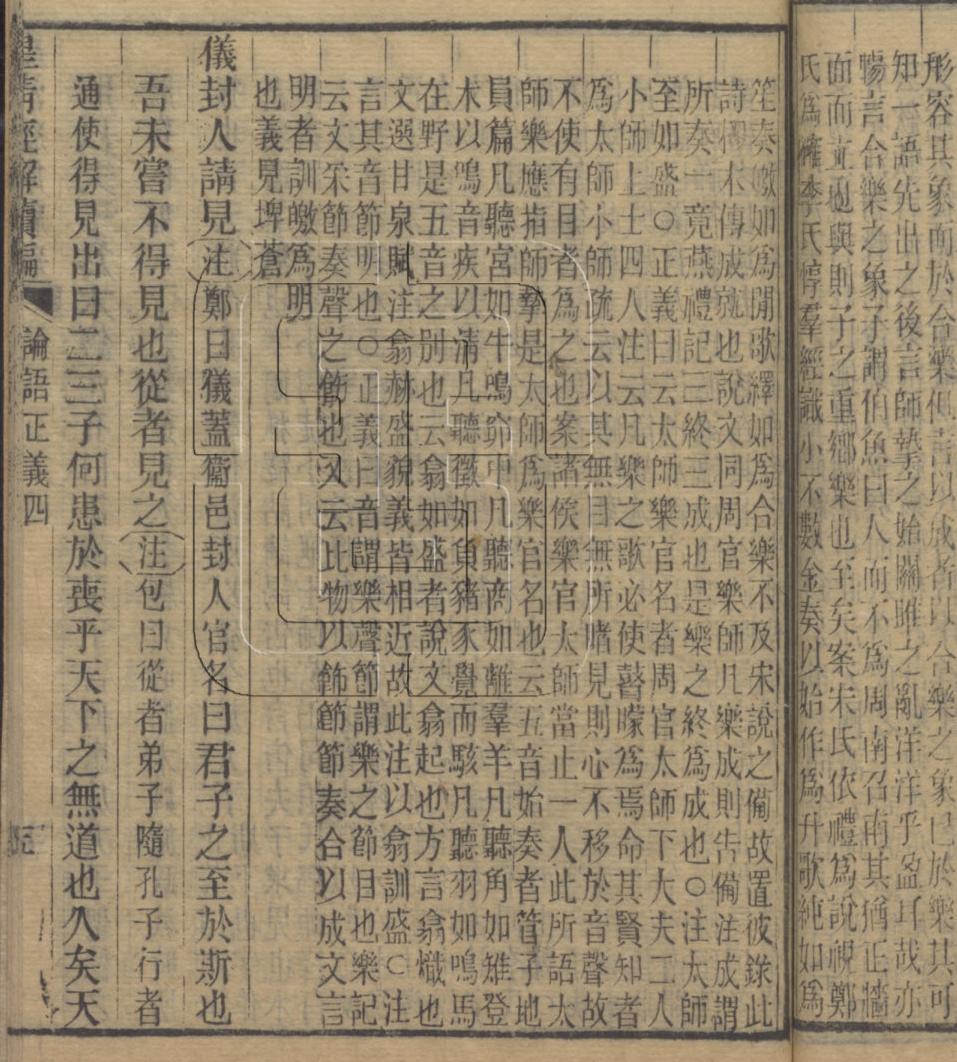 形容其象而於合樂但言以成者以合樂之象已於樂其可
知一語先出之後言師摯之始關雎之亂洋洋乎盈耳哉亦
暢言合樂之象子謂伯魚曰人而不爲周南召南其猶正牆
面而立也與則子之重鄉樂也至矣案宋氏依禮爲說視鄭
氏爲確李氏惇羣經識小不數金奏以始作爲升歌純如爲
笙奏皦如爲閒歌繹如爲合樂不及宋說之備故置彼錄此
詩樛木傳成就也說文同周官樂師凡樂成則告備注成謂
所奏一竟燕禮記三終三成也是樂之終爲成也○注太師
至如盛○正義曰云太師樂官名者周官太師下大夫二人
小師上士四人注云凡樂之歌必使瞽矇爲焉命其賢知者
爲太師小師疏云以其無目無所睹見則心不移於音聲故
不使有目者爲之也案諸侯樂官太師當止一人此所語太
師樂應指師摯是太師爲樂官名也云五音始奏者管子地
員篇凡聽宮如牛鳴窌中凡聽商如離羣羊凡聽角如雉登
木以鳴音疾以清凡聽徵如負豬豕覺而駭凡聽羽如鳴馬
在野是五音之別也云翕如盛者說文翕起也方言翕熾也
文選甘泉賦注翕赫盛貌義皆相近故此注以翕訓盛○注
言其音節明也○正義曰音謂樂聲節謂樂之節目也樂記
云文采節奏聲之飾也又云比物以飾節節奏合以成文言
明者訓皦爲明
也義見埤蒼
儀封人請見注鄭曰儀蓋衞邑封人官名曰君子之至於斯也
吾未嘗不得見也從者見之注包曰從者弟子隨孔子行者
通使得見出曰二三子何患於喪乎天下之無道也久矣天
皇清經解續編 論語正義四 五